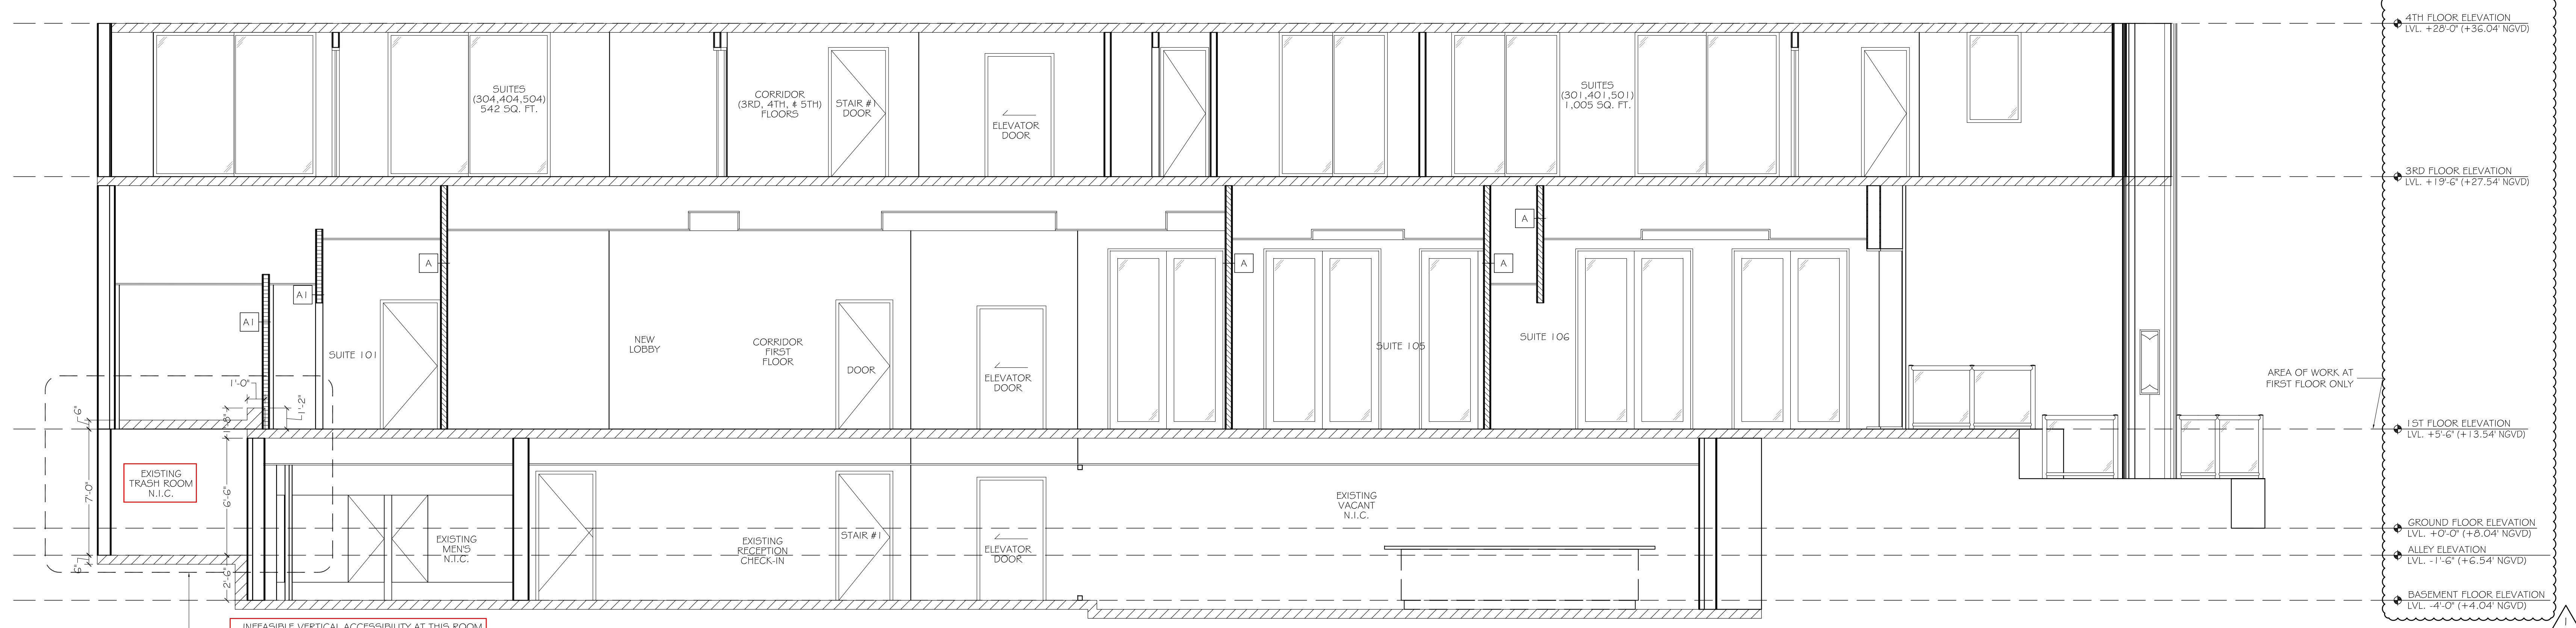 4TH FLOOR ELEVATION
LVL. +28'-0" (+36.04' NGVD)
SUITES
(304,404,504)
542 SQ. FT.
CORRIDOR
(3RD, 4TH, & 5TH)
FLOORS
STAIR #1
DOOR
ELEVATOR
DOOR
SUITES
(301,401,501)
1,005 SQ. FT.
3RD FLOOR ELEVATION
LVL. +19'-6" (+27.54' NGVD)
A
A
A
A
A1
A1
SUITE 101
NEW
LOBBY
CORRIDOR
FIRST
FLOOR
DOOR
ELEVATOR
DOOR
SUITE 105
SUITE 106
AREA OF WORK AT
FIRST FLOOR ONLY
1'-0"
1'-2"
6"
1ST FLOOR ELEVATION
LVL. +5'-6" (+13.54' NGVD)
EXISTING
TRASH ROOM
N.I.C.
7'-0"
6'-6"
EXISTING
MEN'S
N.I.C.
EXISTING
RECEPTION
CHECK-IN
STAIR #1
ELEVATOR
DOOR
EXISTING
VACANT
N.I.C.
GROUND FLOOR ELEVATION
LVL. +0'-0" (+8.04' NGVD)
ALLEY ELEVATION
LVL. -1'-6" (+6.54' NGVD)
2'-6"
BASEMENT FLOOR ELEVATION
LVL. -4'-0" (+4.04' NGVD)
INFEASIBLE VERTICAL ACCESSIBILITY AT THIS ROOM